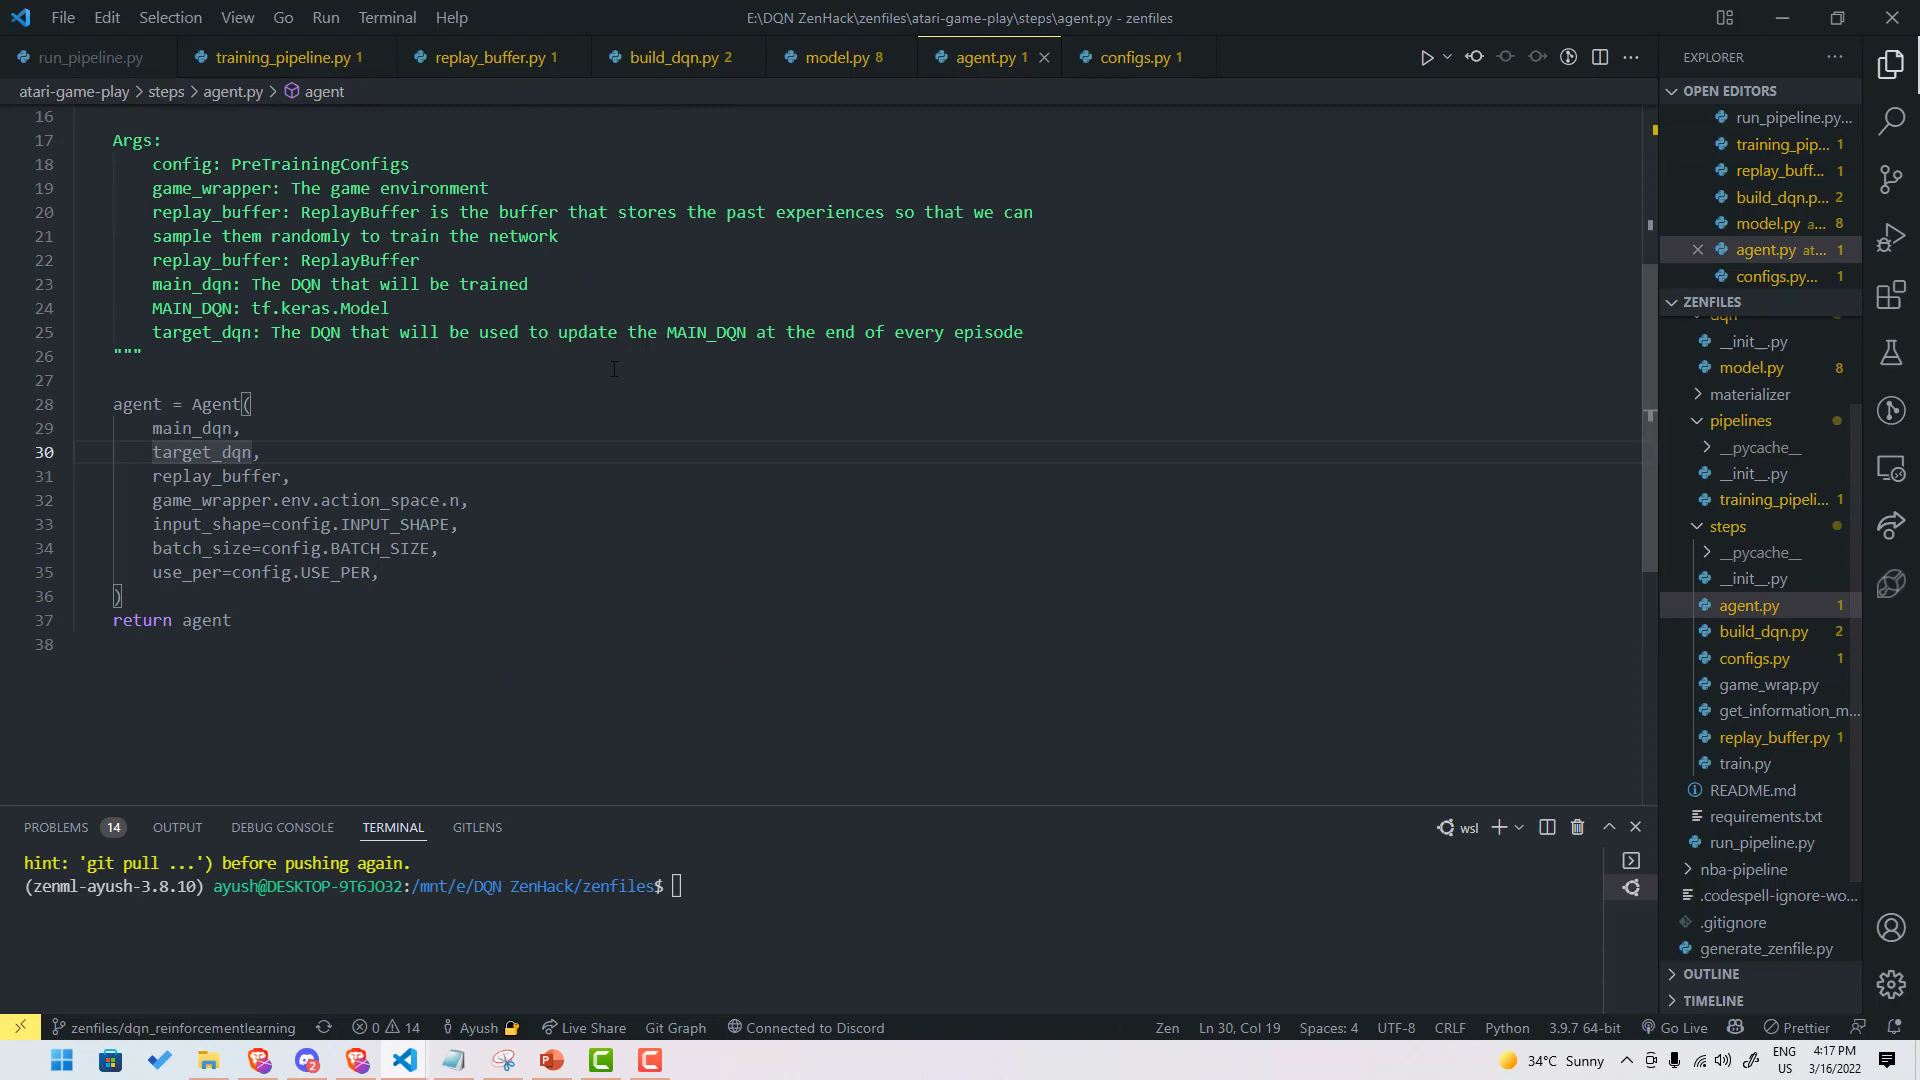 File Edit Selection View Go Run Terminal Help
E:\DQN ZenHack\zenfiles\atari-game-play\steps\agent.py - zenfiles
run_pipeline.py
training_pipeline.py 1
replay_buffer.py 1
build_dqn.py 2
model.py 8
agent.py 1
configs.py 1
atari-game-play > steps > agent.py > agent
16
17 Args:
18 config: PreTrainingConfigs
19 game_wrapper: The game environment
20 replay_buffer: ReplayBuffer is the buffer that stores the past experiences so that we can
21 sample them randomly to train the network
22 replay_buffer: ReplayBuffer
23 main_dqn: The DQN that will be trained
24 MAIN_DQN: tf.keras.Model
25 target_dqn: The DQN that will be used to update the MAIN_DQN at the end of every episode
26 """
27
28 agent = Agent(
29 main_dqn,
30 target_dqn,
31 replay_buffer,
32 game_wrapper.env.action_space.n,
33 input_shape=config.INPUT_SHAPE,
34 batch_size=config.BATCH_SIZE,
35 use_per=config.USE_PER,
36 )
37 return agent
38
PROBLEMS 14 OUTPUT DEBUG CONSOLE TERMINAL GITLENS
wsl
hint: 'git pull ...') before pushing again.
(zenml-ayush-3.8.10) ayush@DESKTOP-9T6JO32:/mnt/e/DQN ZenHack/zenfiles$
EXPLORER
OPEN EDITORS
run_pipeline.py...
training_pip... 1
replay_buff... 1
build_dqn.p... 2
model.py a... 8
agent.py at... 1
configs.py... 1
ZENFILES
dqn
__init__.py
model.py 8
materializer
pipelines
__pycache__
__init__.py
training_pipeli... 1
steps
__pycache__
__init__.py
agent.py 1
build_dqn.py 2
configs.py 1
game_wrap.py
get_information_m...
replay_buffer.py 1
train.py
README.md
requirements.txt
run_pipeline.py
nba-pipeline
.codespell-ignore-wo...
.gitignore
generate_zenfile.py
OUTLINE
TIMELINE
zenfiles/dqn_reinforcementlearning 0 14 Ayush Live Share Git Graph Connected to Discord
Zen Ln 30, Col 19 Spaces: 4 UTF-8 CRLF Python 3.9.7 64-bit Go Live Prettier
2
34°C Sunny
ENG
US
4:17 PM
3/16/2022